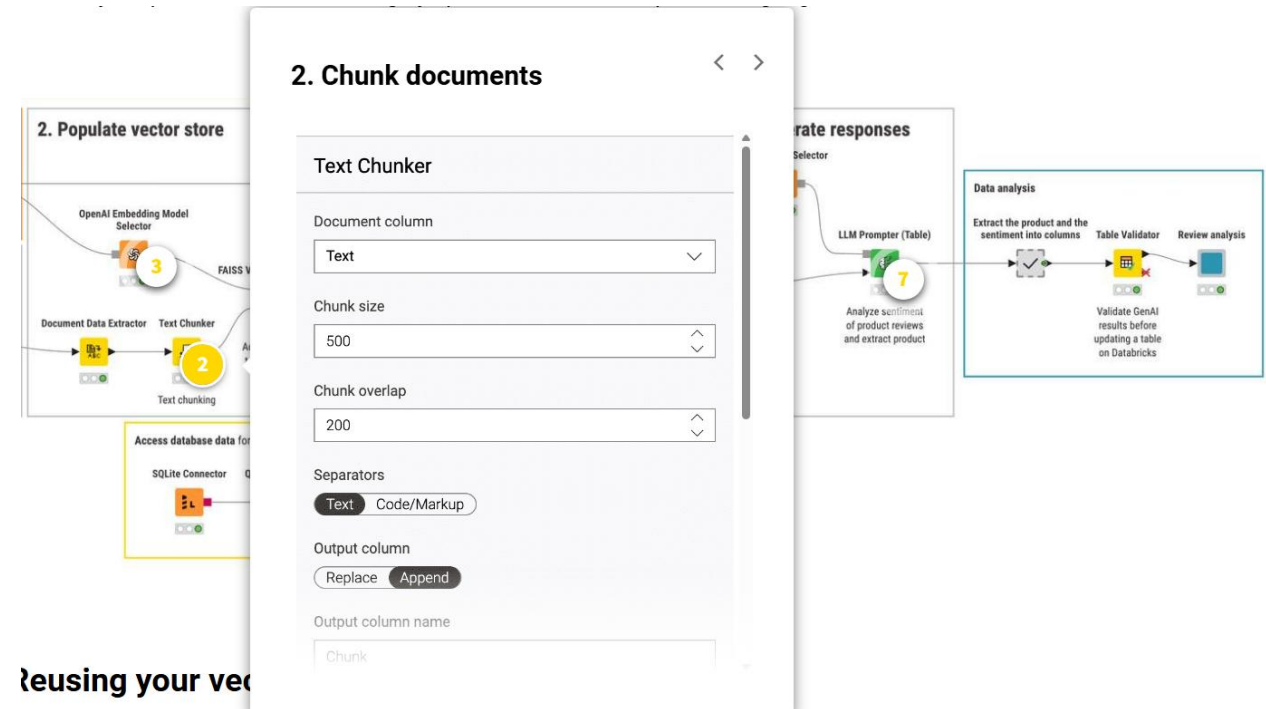 2. Chunk documents
Text Chunker
Document column
Text
Chunk size
500
Chunk overlap
200
Separators
Text Code/Markup
Output column
Replace Append
Output column name
Chunk
2. Populate vector store
OpenAI Embedding Model
Selector
3
FAISS
Document Data Extractor Text Chunker
2
Text chunking
Access database data for
SQLite Connector
rate responses
Selector
LLM Prompter (Table)
7
Analyze sentiment
of product reviews
and extract product
Data analysis
Extract the product and the
sentiment into columns
Table Validator
Review analysis
Validate GenAI
results before
updating a table
on Databricks
Reusing your vec